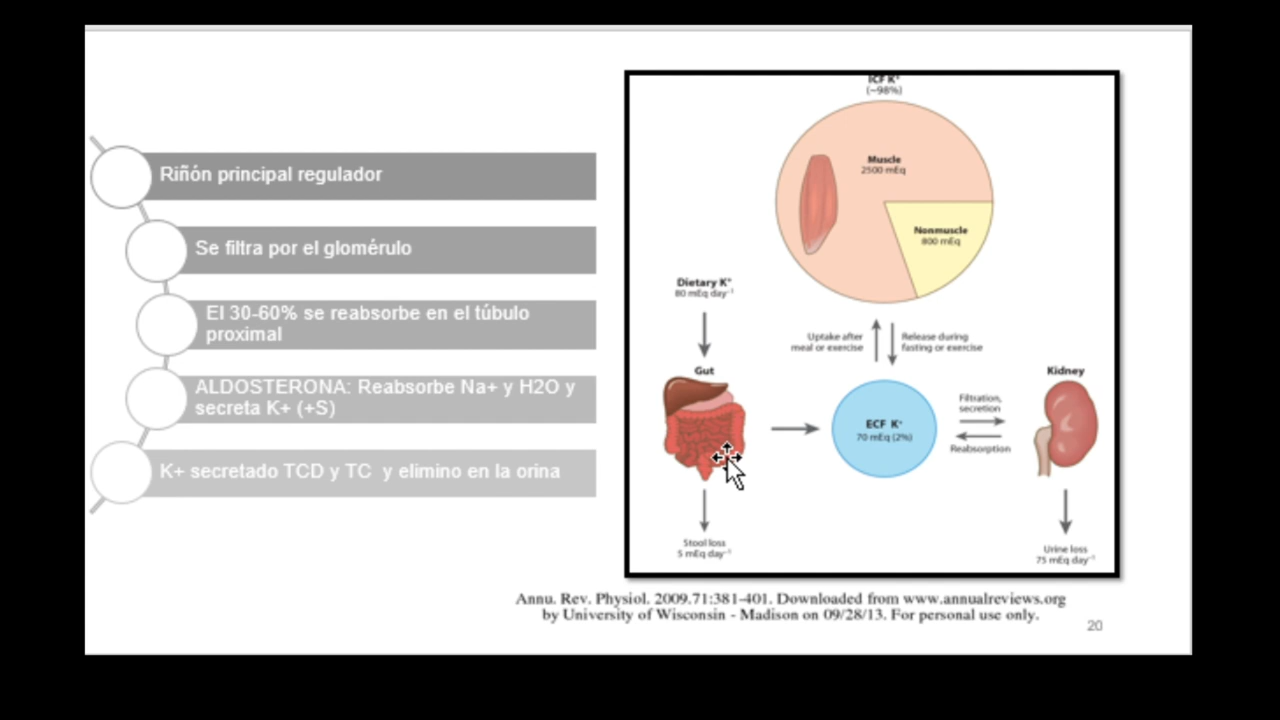 Riñón principal regulador
Se filtra por el glomérulo
El 30-60% se reabsorbe en el túbulo
proximal
ALDOSTERONA: Reabsorbe Na+ y H2O y
secreta K+ (+S)
K+ secretado TCD y TC y elimino en la orina
ICF K⁺
(~98%)
Muscle
2500 mEq
Nonmuscle
800 mEq
Dietary K⁺
80 mEq day⁻¹
Uptake after
meal or exercise
Release during
fasting or exercise
Gut
Kidney
ECF K⁺
70 mEq (2%)
Filtration,
secretion
Reabsorption
Stool loss
5 mEq day⁻¹
Urine loss
75 mEq day⁻¹
Annu. Rev. Physiol. 2009.71:381-401. Downloaded from www.annualreviews.org
by University of Wisconsin - Madison on 09/28/13. For personal use only.
20